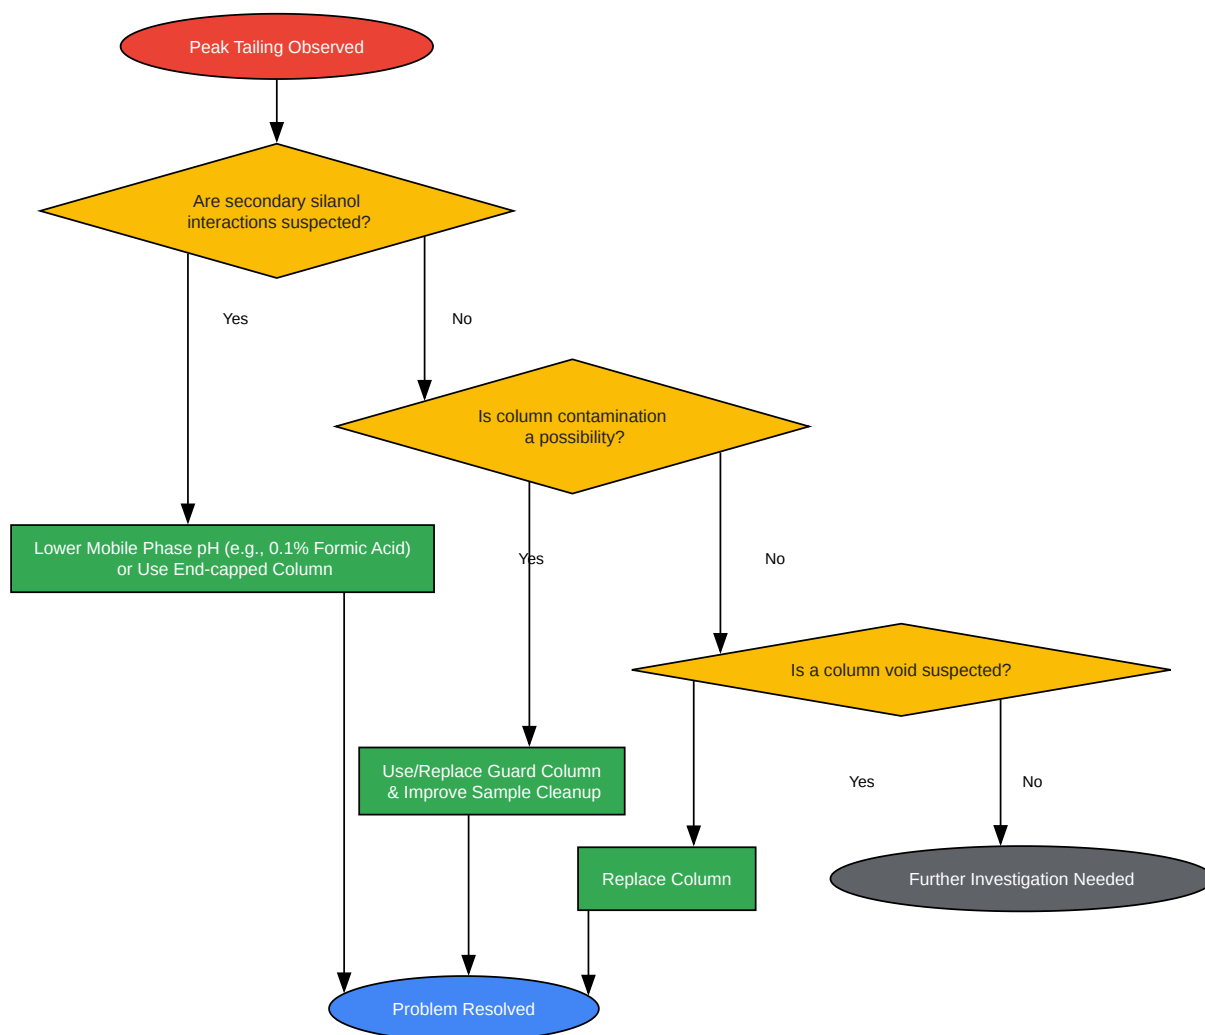 Peak Tailing Observed
Are secondary silanol
interactions suspected?
Yes
No
Is column contamination
a possibility?
Lower Mobile Phase pH (e.g., 0.1% Formic Acid)
or Use End-capped Column
Yes
No
Is a column void suspected?
Use/Replace Guard Column
& Improve Sample Cleanup
Yes
No
Replace Column
Further Investigation Needed
Problem Resolved